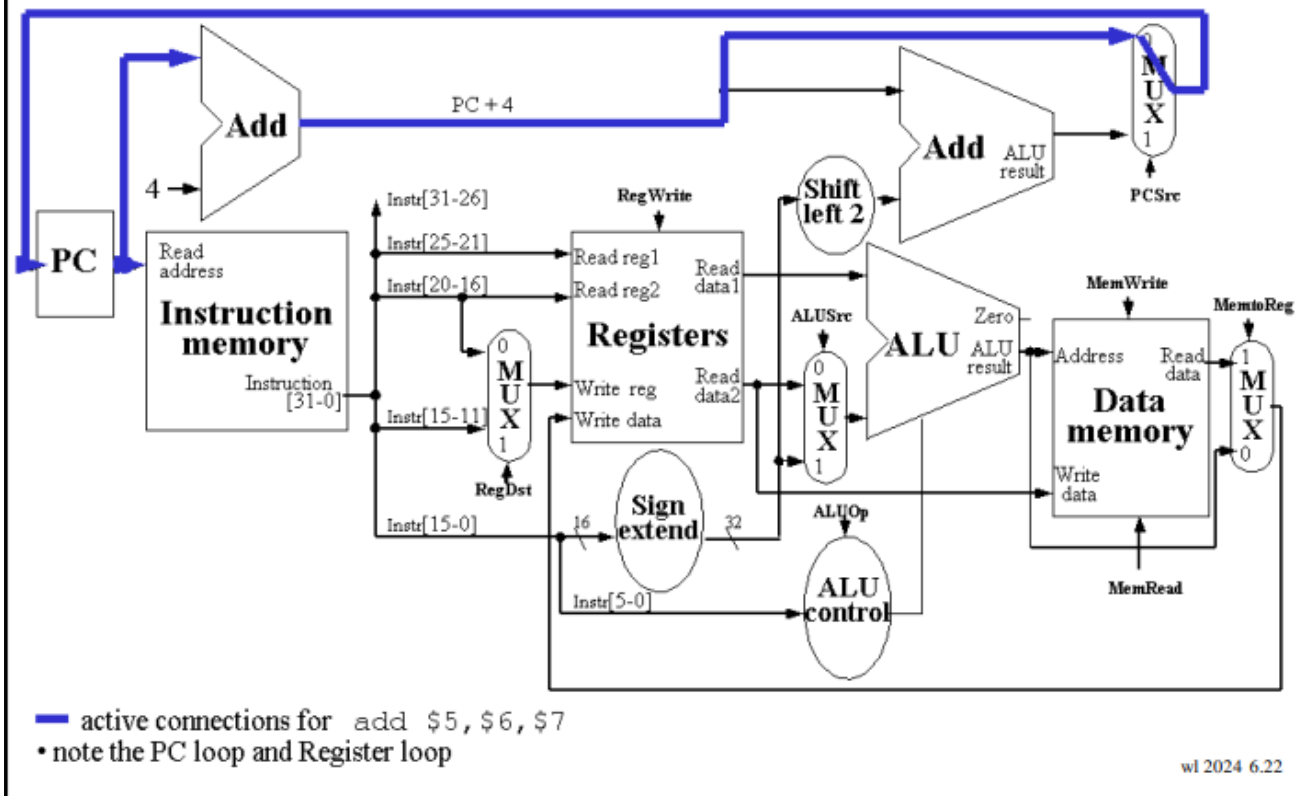 0
M
U
X
1
PCSrc
Add
PC + 4
4
Add
ALU
result
Shift
left 2
PC
Read
address
Instruction
memory
Instruction
[31-0]
Instr[31-26]
Instr[25-21]
Instr[20-16]
Instr[15-11]
Instr[15-0]
Instr[5-0]
0
M
U
X
1
RegDst
RegWrite
Read reg1
Read reg2
Registers
Write reg
Write data
Read
data1
Read
data2
16
Sign
extend
32
ALUSrc
0
M
U
X
1
ALU
Zero
ALU
result
ALUOp
ALU
control
MemWrite
Address
Read
data
Data
memory
Write
data
MemRead
MemtoReg
1
M
U
X
0
active connections for add $5,$6,$7
• note the PC loop and Register loop
wl 2024 6.22